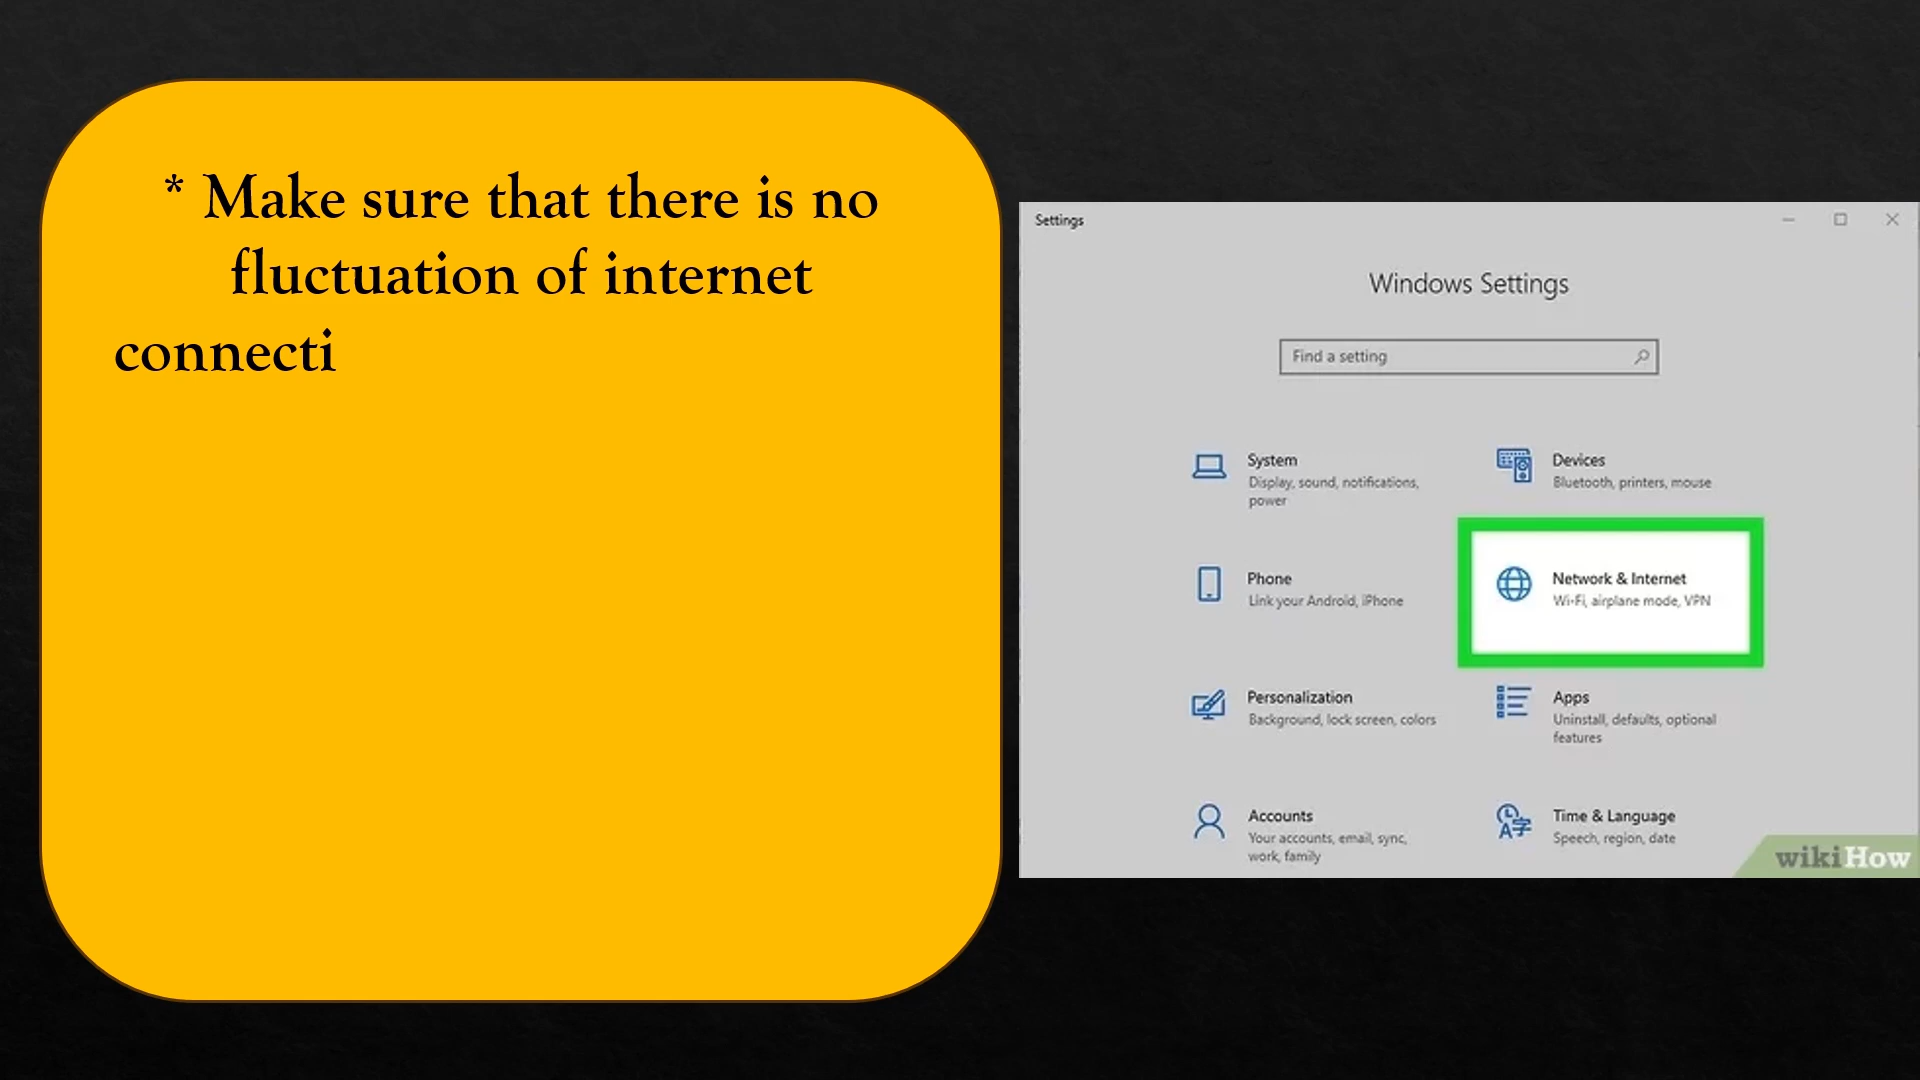 * Make sure that there is no
fluctuation of internet
connecti
Settings
Windows Settings
Find a setting
System
Display, sound, notifications,
power
Devices
Bluetooth, printers, mouse
Phone
Link your Android, iPhone
Network & Internet
Wi-Fi, airplane mode, VPN
Personalization
Background, lock screen, colors
Apps
Uninstall, defaults, optional
features
Accounts
Your accounts, email, sync,
work, family
Time & Language
Speech, region, date
wikiHow